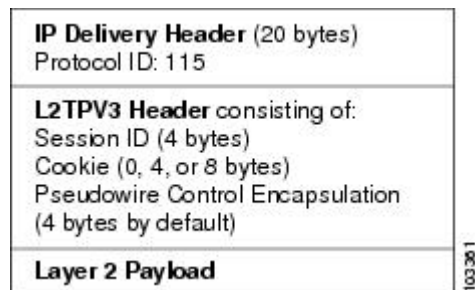 IP Delivery Header (20 bytes)
Protocol ID: 115
L2TPV3 Header consisting of:
Session ID (4 bytes)
Cookie (0, 4, or 8 bytes)
Pseudowire Control Encapsulation
(4 bytes by default)
Layer 2 Payload
103361